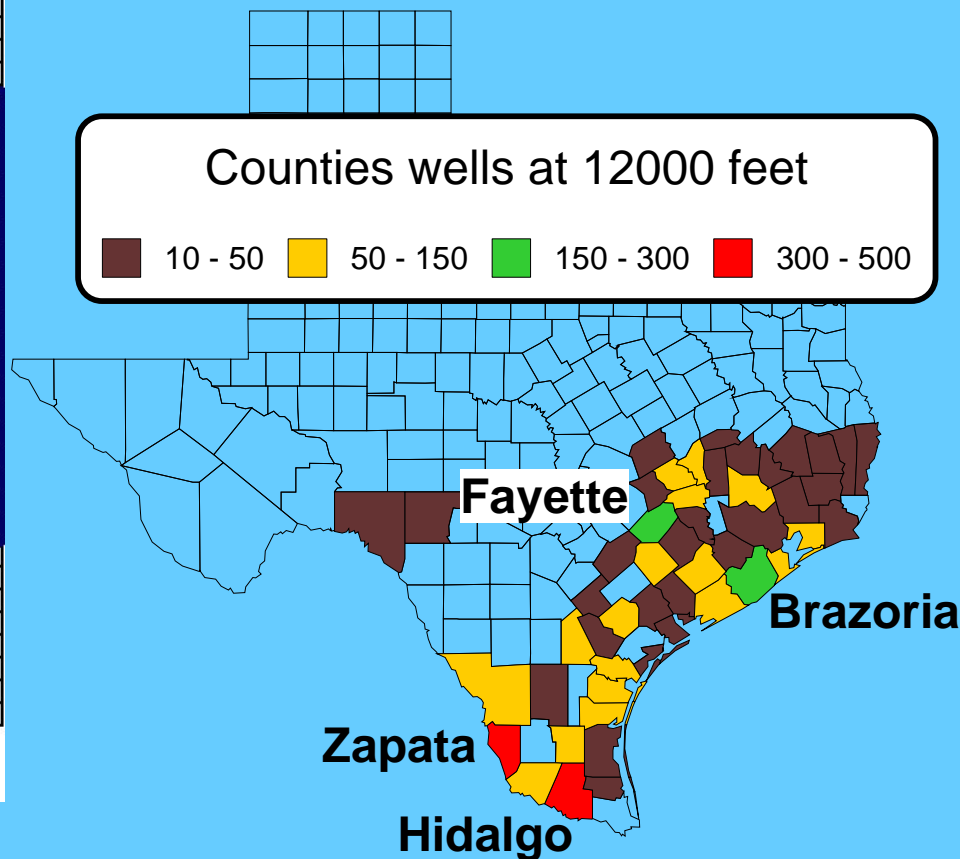 Counties wells at 12000 feet
10 - 50 50 - 150 150 - 300 300 - 500
Fayette
Brazoria
Zapata
Hidalgo